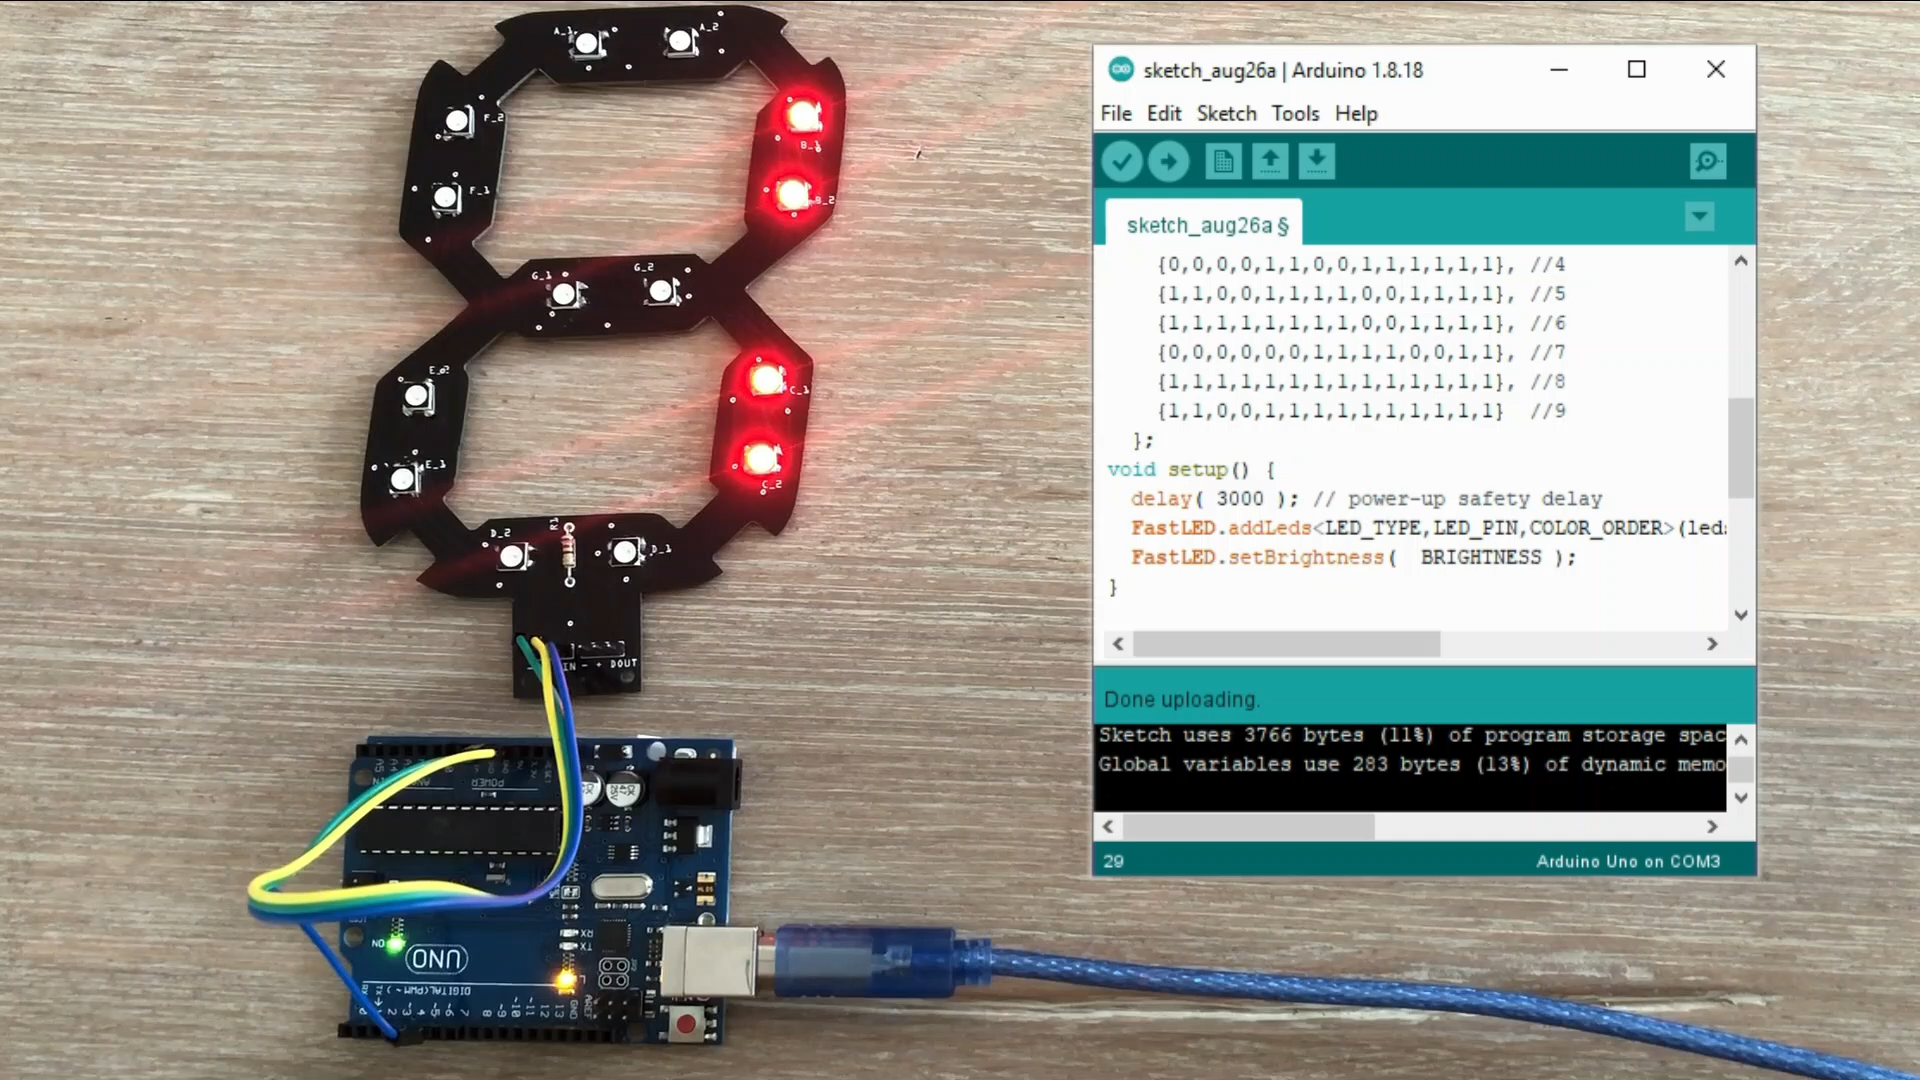 A_1
A_2
F_2
B_1
F_1
B_2
G_1
G_2
E_2
C_1
E_1
C_2
D_2
R1
D_1
IN - + DOUT
POWER
RX
TX
ON
UNO
DIGITAL(PWM~)
13
12
GND
AREF
sketch_aug26a | Arduino 1.8.18
File Edit Sketch Tools Help
sketch_aug26a §
{0,0,0,0,1,1,0,0,1,1,1,1,1,1}, //4
{1,1,0,0,1,1,1,1,0,0,1,1,1,1}, //5
{1,1,1,1,1,1,1,1,0,0,1,1,1,1}, //6
{0,0,0,0,0,0,1,1,1,1,0,0,1,1}, //7
{1,1,1,1,1,1,1,1,1,1,1,1,1,1}, //8
{1,1,0,0,1,1,1,1,1,1,1,1,1,1} //9
};
void setup() {
delay( 3000 ); // power-up safety delay
FastLED.addLeds<LED_TYPE,LED_PIN,COLOR_ORDER>(leds
FastLED.setBrightness( BRIGHTNESS );
}
Done uploading.
Sketch uses 3766 bytes (11%) of program storage spac
Global variables use 283 bytes (13%) of dynamic memo
29
Arduino Uno on COM3